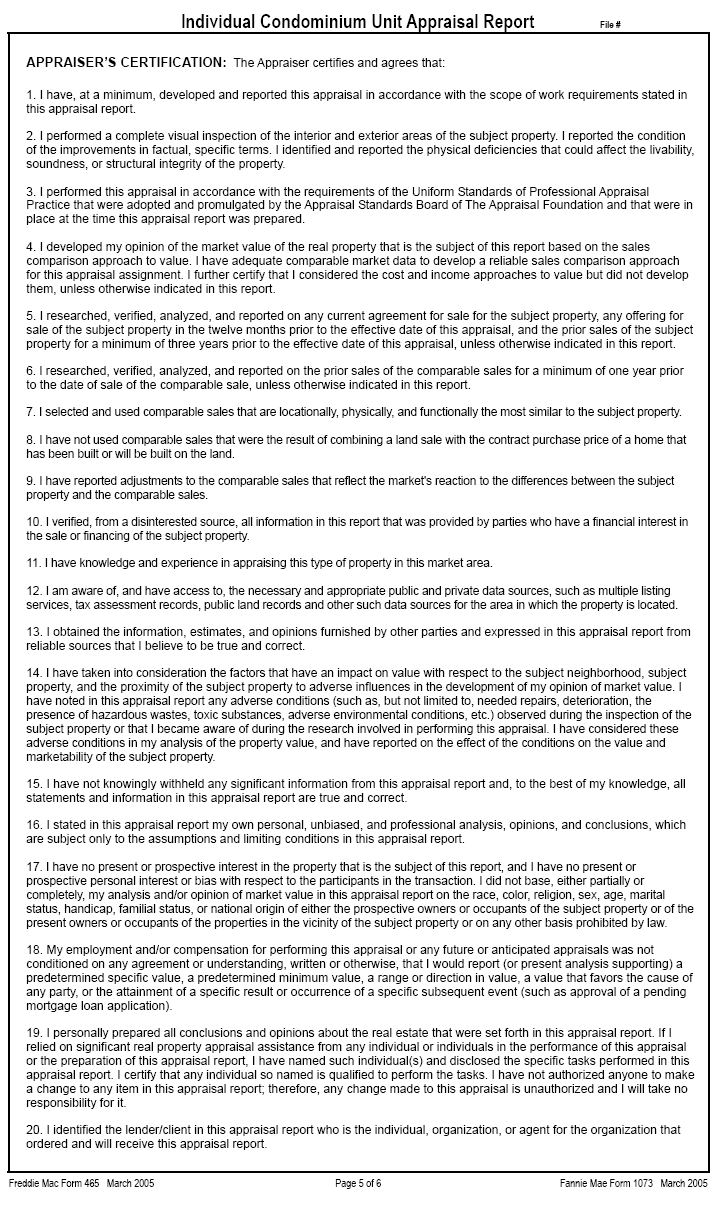 Individual Condominium Unit Appraisal Report File #
APPRAISER'S CERTIFICATION: The Appraiser certifies and agrees that:
1. I have, at a minimum, developed and reported this appraisal in accordance with the scope of work requirements stated in
this appraisal report.
2. I performed a complete visual inspection of the interior and exterior areas of the subject property. I reported the condition
of the improvements in factual, specific terms. I identified and reported the physical deficiencies that could affect the livability,
soundness, or structural integrity of the property.
3. I performed this appraisal in accordance with the requirements of the Uniform Standards of Professional Appraisal
Practice that were adopted and promulgated by the Appraisal Standards Board of The Appraisal Foundation and that were in
place at the time this appraisal report was prepared.
4. I developed my opinion of the market value of the real property that is the subject of this report based on the sales
comparison approach to value. I have adequate comparable market data to develop a reliable sales comparison approach
for this appraisal assignment. I further certify that I considered the cost and income approaches to value but did not develop
them, unless otherwise indicated in this report.
5. I researched, verified, analyzed, and reported on any current agreement for sale for the subject property, any offering for
sale of the subject property in the twelve months prior to the effective date of this appraisal, and the prior sales of the subject
property for a minimum of three years prior to the effective date of this appraisal, unless otherwise indicated in this report.
6. I researched, verified, analyzed, and reported on the prior sales of the comparable sales for a minimum of one year prior
to the date of sale of the comparable sale, unless otherwise indicated in this report.
7. I selected and used comparable sales that are locationally, physically, and functionally the most similar to the subject property.
8. I have not used comparable sales that were the result of combining a land sale with the contract purchase price of a home that
has been built or will be built on the land.
9. I have reported adjustments to the comparable sales that reflect the market's reaction to the differences between the subject
property and the comparable sales.
10. I verified, from a disinterested source, all information in this report that was provided by parties who have a financial interest in
the sale or financing of the subject property.
11. I have knowledge and experience in appraising this type of property in this market area.
12. I am aware of, and have access to, the necessary and appropriate public and private data sources, such as multiple listing
services, tax assessment records, public land records and other such data sources for the area in which the property is located.
13. I obtained the information, estimates, and opinions furnished by other parties and expressed in this appraisal report from
reliable sources that I believe to be true and correct.
14. I have taken into consideration the factors that have an impact on value with respect to the subject neighborhood, subject
property, and the proximity of the subject property to adverse influences in the development of my opinion of market value. I
have noted in this appraisal report any adverse conditions (such as, but not limited to, needed repairs, deterioration, the
presence of hazardous wastes, toxic substances, adverse environmental conditions, etc.) observed during the inspection of the
subject property or that I became aware of during the research involved in performing this appraisal. I have considered these
adverse conditions in my analysis of the property value, and have reported on the effect of the conditions on the value and
marketability of the subject property.
15. I have not knowingly withheld any significant information from this appraisal report and, to the best of my knowledge, all
statements and information in this appraisal report are true and correct.
16. I stated in this appraisal report my own personal, unbiased, and professional analysis, opinions, and conclusions, which
are subject only to the assumptions and limiting conditions in this appraisal report.
17. I have no present or prospective interest in the property that is the subject of this report, and I have no present or
prospective personal interest or bias with respect to the participants in the transaction. I did not base, either partially or
completely, my analysis and/or opinion of market value in this appraisal report on the race, color, religion, sex, age, marital
status, handicap, familial status, or national origin of either the prospective owners or occupants of the subject property or of the
present owners or occupants of the properties in the vicinity of the subject property or on any other basis prohibited by law.
18. My employment and/or compensation for performing this appraisal or any future or anticipated appraisals was not
conditioned on any agreement or understanding, written or otherwise, that I would report (or present analysis supporting) a
predetermined specific value, a predetermined minimum value, a range or direction in value, a value that favors the cause of
any party, or the attainment of a specific result or occurrence of a specific subsequent event (such as approval of a pending
mortgage loan application).
19. I personally prepared all conclusions and opinions about the real estate that were set forth in this appraisal report. If I
relied on significant real property appraisal assistance from any individual or individuals in the performance of this appraisal
or the preparation of this appraisal report, I have named such individual(s) and disclosed the specific tasks performed in this
appraisal report. I certify that any individual so named is qualified to perform the tasks. I have not authorized anyone to make
a change to any item in this appraisal report; therefore, any change made to this appraisal is unauthorized and I will take no
responsibility for it.
20. I identified the lender/client in this appraisal report who is the individual, organization, or agent for the organization that
ordered and will receive this appraisal report.
Freddie Mac Form 465 March 2005 Page 5 of 6 Fannie Mae Form 1073 March 2005